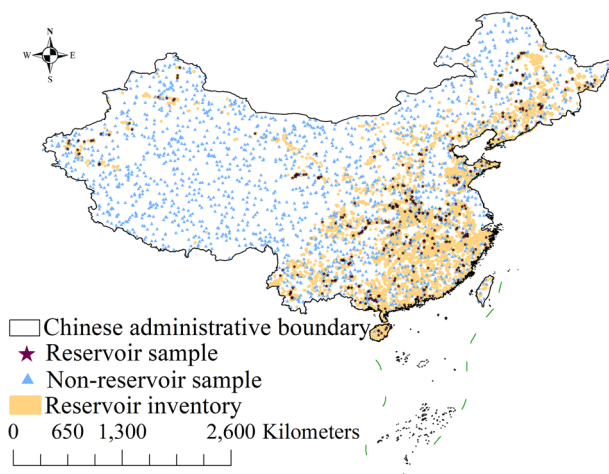 N
W E
S
Chinese administrative boundary
Reservoir sample
Non-reservoir sample
Reservoir inventory
0 650 1,300 2,600 Kilometers